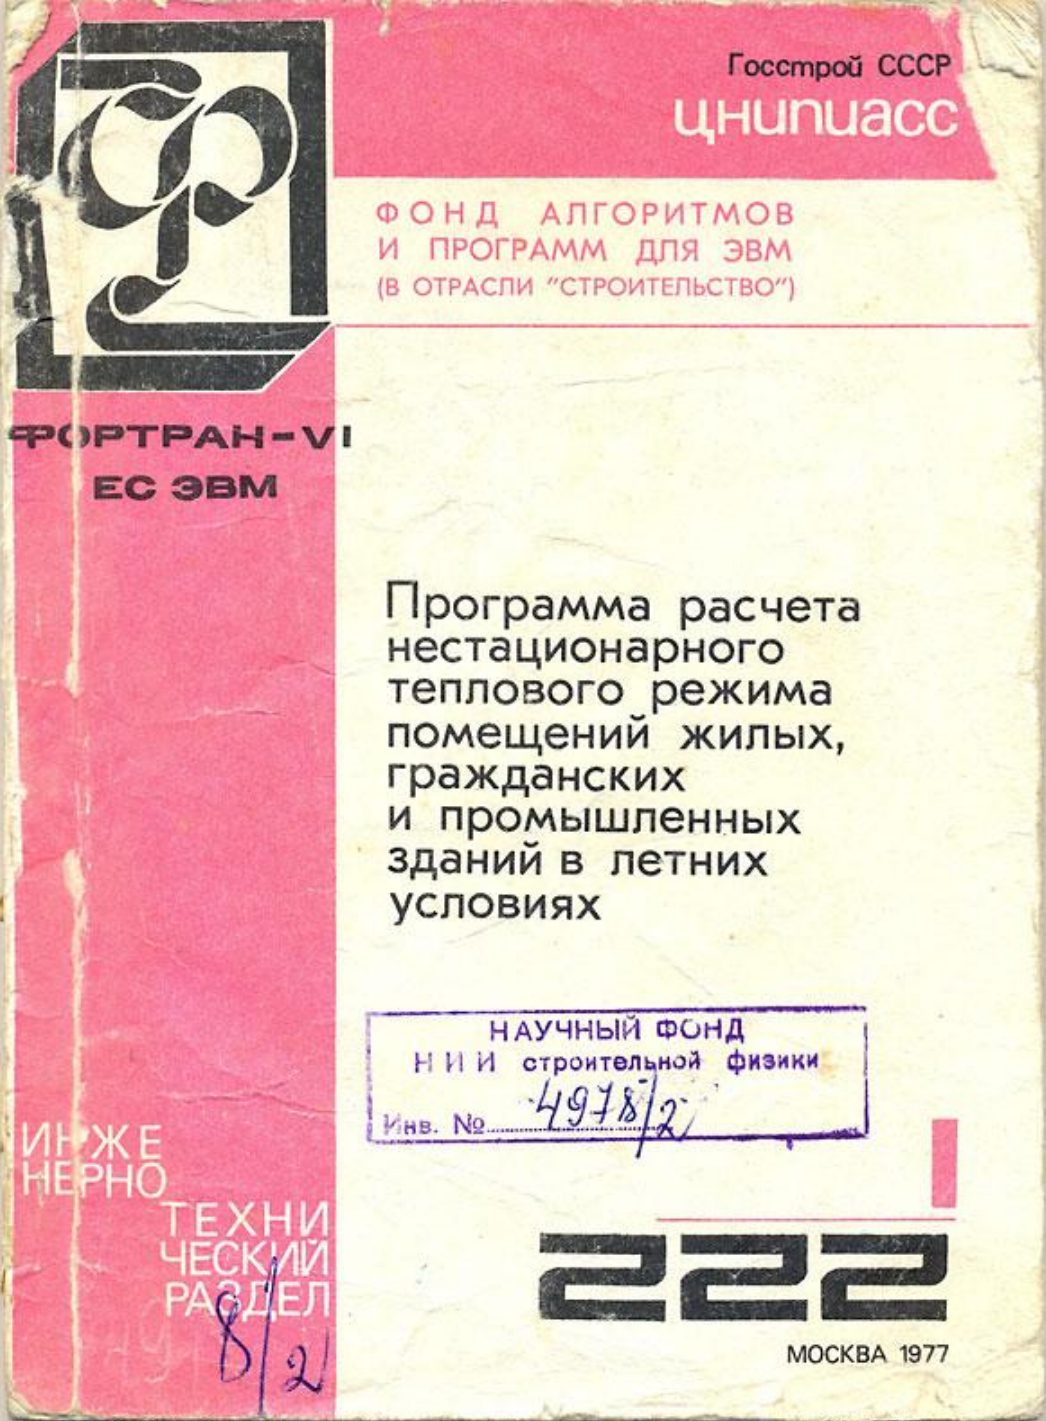 Госстрой СССР
ЦНИПИАСС
ФОНД АЛГОРИТМОВ
И ПРОГРАММ ДЛЯ ЭВМ
(В ОТРАСЛИ "СТРОИТЕЛЬСТВО")
ФОРТРАН-VI
ЕС ЭВМ
Программа расчета
нестационарного
теплового режима
помещений жилых,
гражданских
и промышленных
зданий в летних
условиях
НАУЧНЫЙ ФОНД
НИИ строительной физики
Инв. № 4978/2
ИНЖЕ
НЕРНО
ТЕХНИ
ЧЕСКИЙ
РАЗДЕЛ
8/2
I
222
МОСКВА 1977